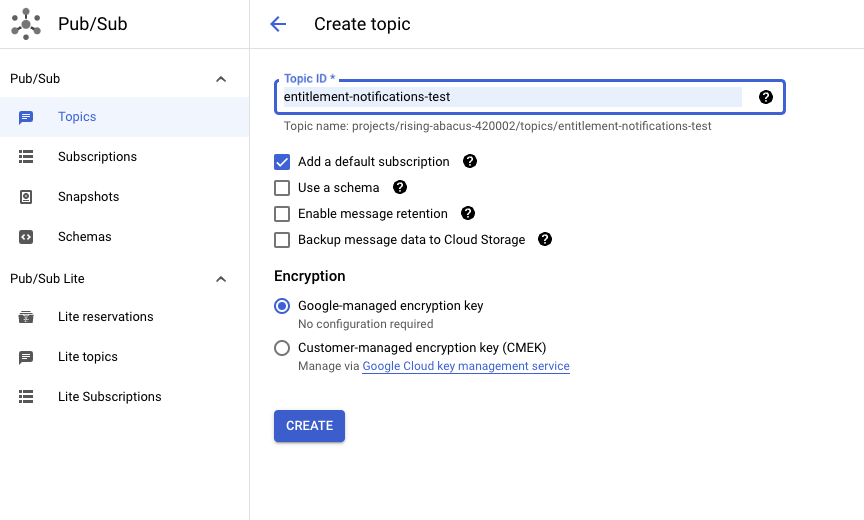 Pub/Sub
Create topic
Pub/Sub
Topics
Subscriptions
Snapshots
Schemas
Pub/Sub Lite
Lite reservations
Lite topics
Lite Subscriptions
Topic ID *
entitlement-notifications-test
Topic name: projects/rising-abacus-420002/topics/entitlement-notifications-test
Add a default subscription
Use a schema
Enable message retention
Backup message data to Cloud Storage
Encryption
Google-managed encryption key
No configuration required
Customer-managed encryption key (CMEK)
Manage via Google Cloud key management service
CREATE